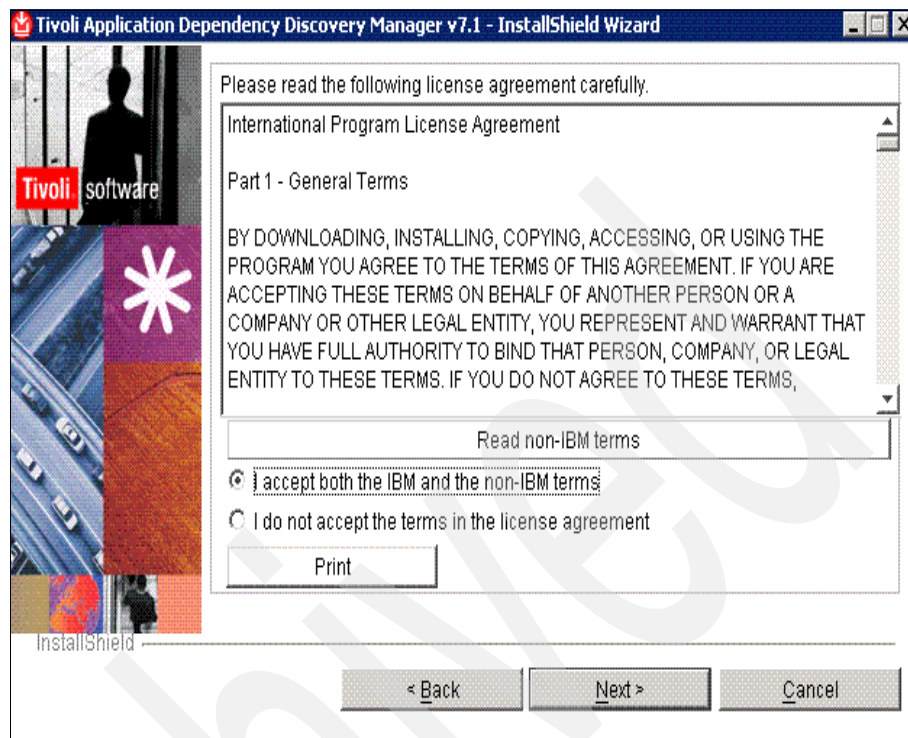 Tivoli Application Dependency Discovery Manager v7.1 - InstallShield Wizard
Please read the following license agreement carefully.
International Program License Agreement
Part 1 - General Terms
BY DOWNLOADING, INSTALLING, COPYING, ACCESSING, OR USING THE
PROGRAM YOU AGREE TO THE TERMS OF THIS AGREEMENT. IF YOU ARE
ACCEPTING THESE TERMS ON BEHALF OF ANOTHER PERSON OR A
COMPANY OR OTHER LEGAL ENTITY, YOU REPRESENT AND WARRANT THAT
YOU HAVE FULL AUTHORITY TO BIND THAT PERSON, COMPANY, OR LEGAL
ENTITY TO THESE TERMS. IF YOU DO NOT AGREE TO THESE TERMS,
Tivoli software
Read non-IBM terms
I accept both the IBM and the non-IBM terms
I do not accept the terms in the license agreement
Print
InstallShield
< Back Next > Cancel